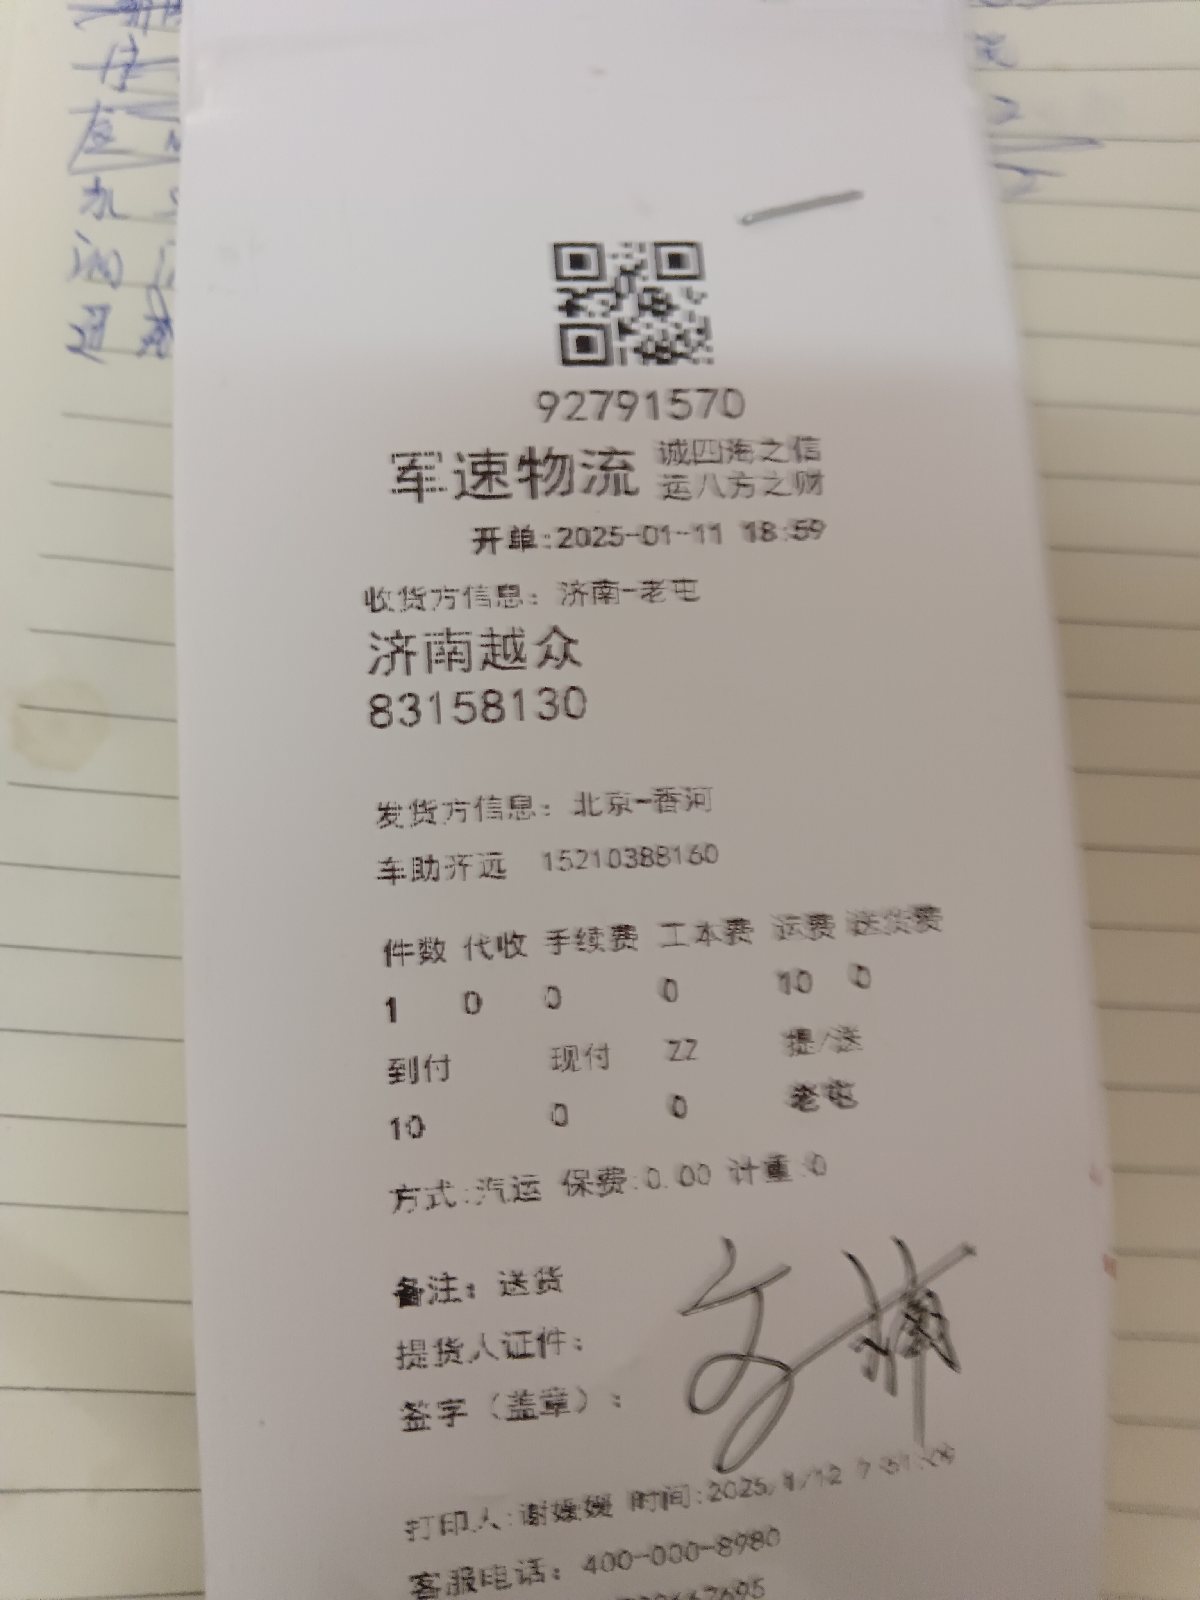 92791570
军速物流 诚四海之信
运八方之财
开单:2025-01-11 18:59
收货方信息：济南-老屯
济南越众
83158130
发货方信息：北京-香河
车助开远 15210388160
件数 代收 手续费 工本费 运费 送货费
1 0 0 0 10 0
到付 现付 ZZ 提/送
10 0 0 老屯
方式:汽运 保费:0.00 计重:0
备注：送货
提货人证件：
签字（盖章）：
打印人:谢媛媛 时间:2025/1/12
客服电话：400-000-8980